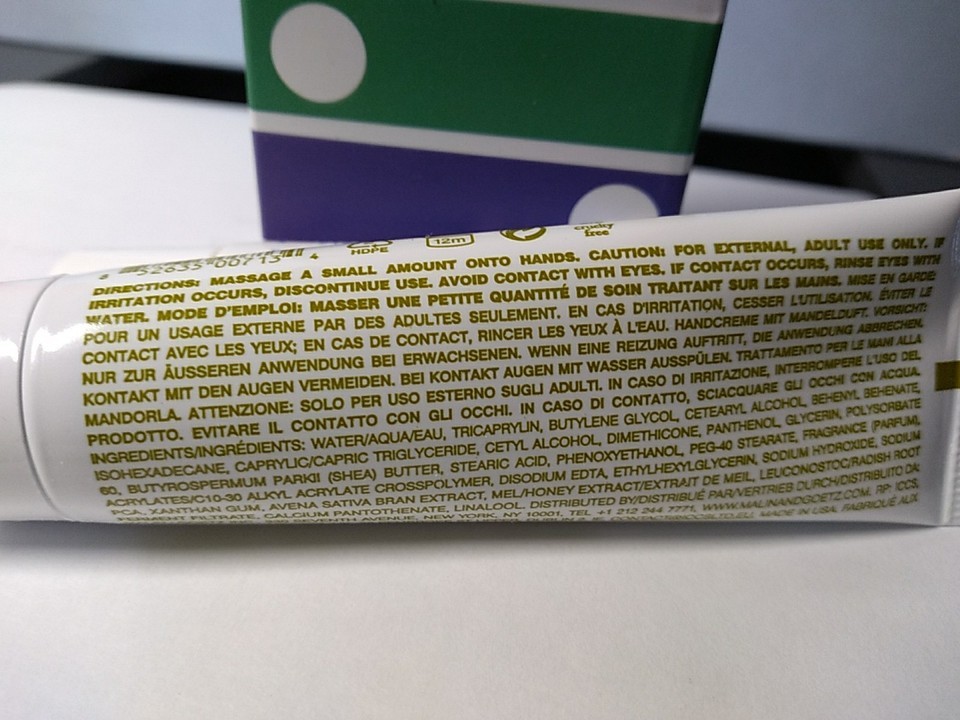 52635 00713 4
HDPE
12m
cruelty
free
DIRECTIONS: MASSAGE A SMALL AMOUNT ONTO HANDS. CAUTION: FOR EXTERNAL, ADULT USE ONLY. IF
IRRITATION OCCURS, DISCONTINUE USE. AVOID CONTACT WITH EYES. IF CONTACT OCCURS, RINSE EYES WITH
WATER. MODE D'EMPLOI: MASSER UNE PETITE QUANTITÉ DE SOIN TRAITANT SUR LES MAINS. MISE EN GARDE:
POUR UN USAGE EXTERNE PAR DES ADULTES SEULEMENT. EN CAS D'IRRITATION, CESSER L'UTILISATION. ÉVITER LE
CONTACT AVEC LES YEUX; EN CAS DE CONTACT, RINCER LES YEUX À L'EAU. HANDCREME MIT MANDELDUFT. VORSICHT:
NUR ZUR ÄUSSEREN ANWENDUNG BEI ERWACHSENEN. WENN EINE REIZUNG AUFTRITT, DIE ANWENDUNG ABBRECHEN.
KONTAKT MIT DEN AUGEN VERMEIDEN. BEI KONTAKT AUGEN MIT WASSER AUSSPÜLEN. TRATTAMENTO PER LE MANI ALLA
MANDORLA. ATTENZIONE: SOLO PER USO ESTERNO SUGLI ADULTI. IN CASO DI IRRITAZIONE, INTERROMPERE L'USO DEL
PRODOTTO. EVITARE IL CONTATTO CON GLI OCCHI. IN CASO DI CONTATTO, SCIACQUARE GLI OCCHI CON ACQUA.
INGREDIENTS/INGRÉDIENTS: WATER/AQUA/EAU, TRICAPRYLIN, BUTYLENE GLYCOL, CETEARYL ALCOHOL, BEHENYL BEHENATE,
ISOHEXADECANE, CAPRYLIC/CAPRIC TRIGLYCERIDE, CETYL ALCOHOL, DIMETHICONE, PANTHENOL, GLYCERIN, POLYSORBATE
60, BUTYROSPERMUM PARKII (SHEA) BUTTER, STEARIC ACID, PHENOXYETHANOL, PEG-40 STEARATE, FRAGRANCE (PARFUM),
ACRYLATES/C10-30 ALKYL ACRYLATE CROSSPOLYMER, DISODIUM EDTA, ETHYLHEXYLGLYCERIN, SODIUM HYDROXIDE, SODIUM
PCA, XANTHAN GUM, AVENA SATIVA BRAN EXTRACT, MEL/HONEY EXTRACT/EXTRAIT DE MEIL, LEUCONOSTOC/RADISH ROOT
FERMENT FILTRATE, CALCIUM PANTOTHENATE, LINALOOL. DISTRIBUTED BY/DISTRIBUÉ PAR/VERTRIEB DURCH/DISTRIBUITO DA:
SEVENTH AVENUE, NEW YORK, NY 10001, TEL +1 212 244 7771, WWW.MALINANDGOETZ.COM. RP: ICCS,
MADE IN USA. FABRIQUÉ AUX